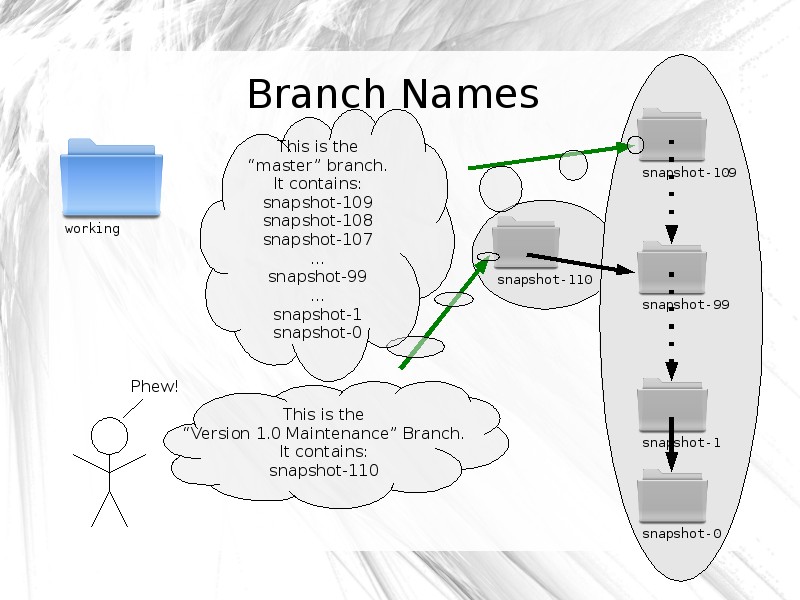 Branch Names
This is the
“master” branch.
It contains:
snapshot-109
snapshot-108
snapshot-107
...
snapshot-99
...
snapshot-1
snapshot-0
working
snapshot-109
snapshot-110
snapshot-99
Phew!
This is the
“Version 1.0 Maintenance” Branch.
It contains:
snapshot-110
snapshot-1
snapshot-0